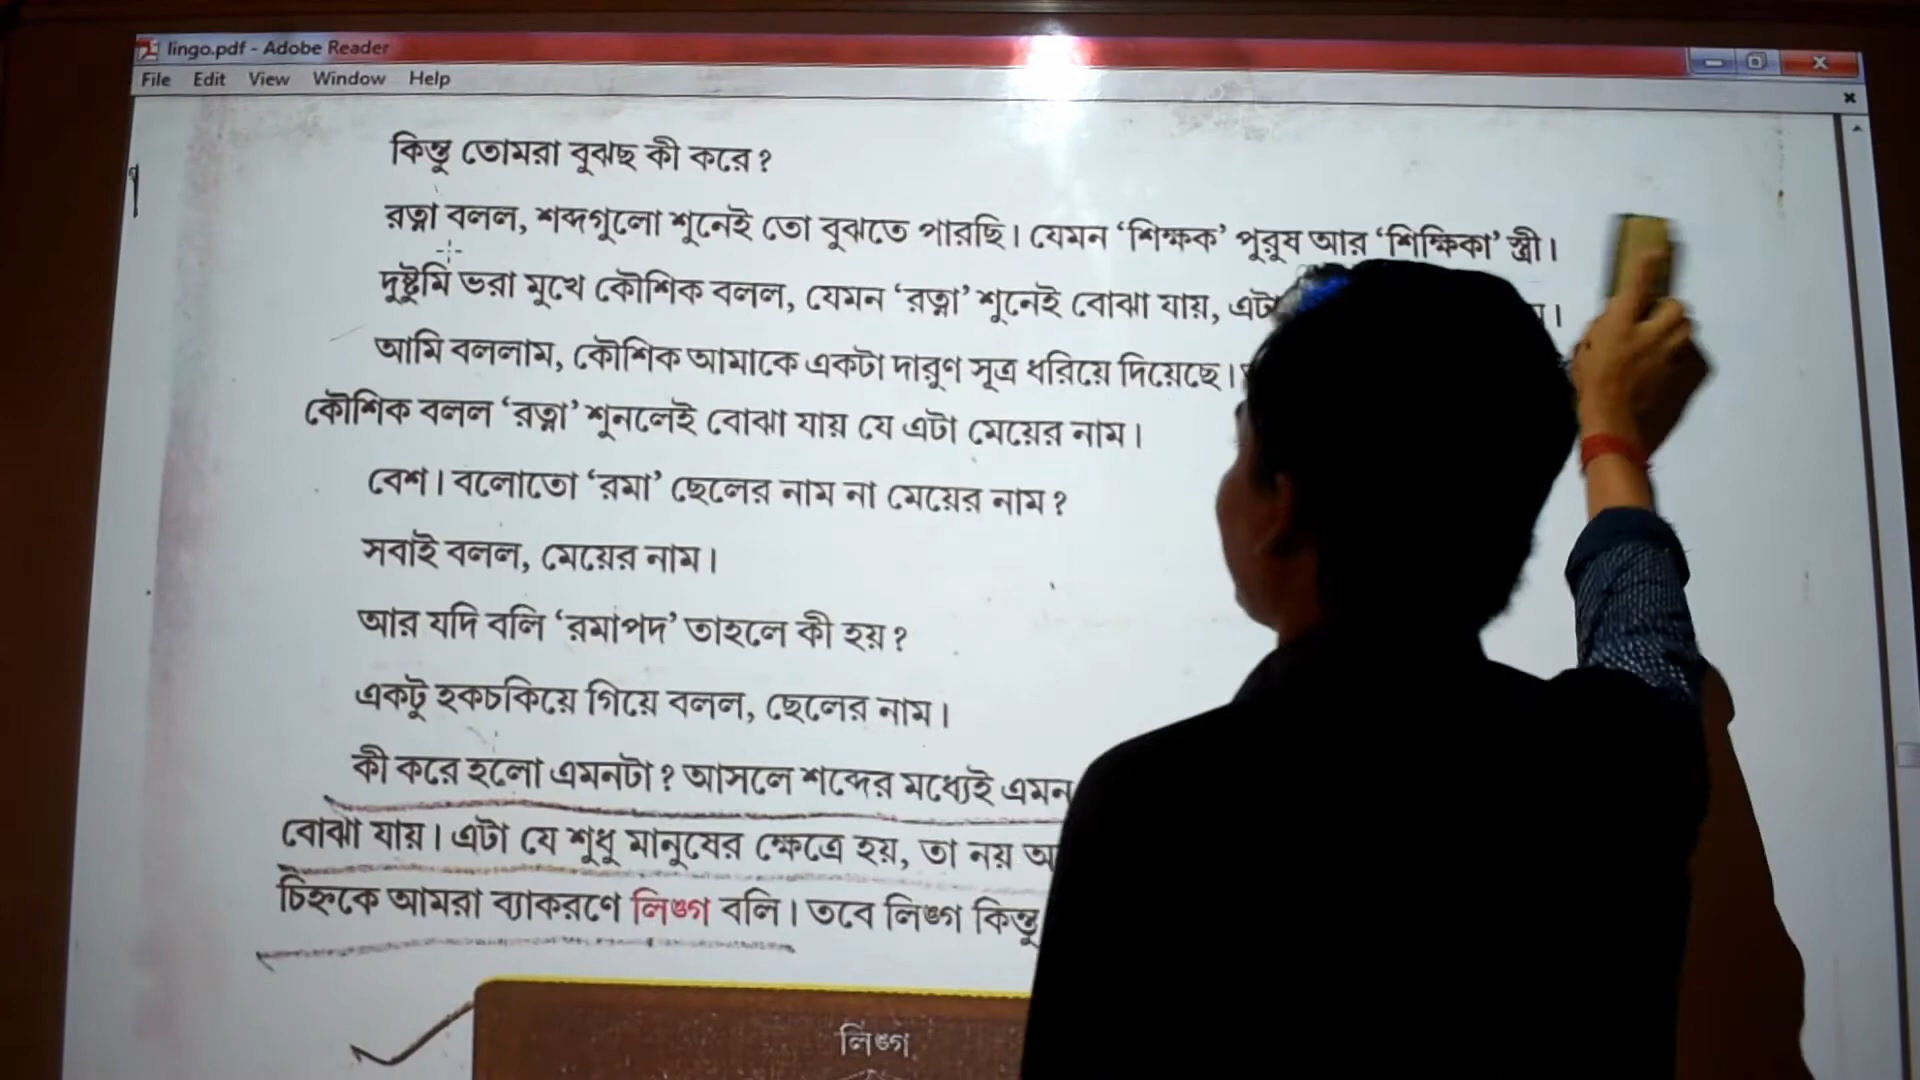 lingo.pdf - Adobe Reader
File Edit View Window Help
কিন্তু তোমরা বুঝছ কী করে?
রত্না বলল, শব্দগুলো শুনেই তো বুঝতে পারছি। যেমন ‘শিক্ষক’ পুরুষ আর ‘শিক্ষিকা’ স্ত্রী।
দুষ্টুমি ভরা মুখে কৌশিক বলল, যেমন ‘রত্না’ শুনেই বোঝা যায়, এটা
আমি বললাম, কৌশিক আমাকে একটা দারুণ সূত্র ধরিয়ে দিয়েছে।
কৌশিক বলল ‘রত্না’ শুনলেই বোঝা যায় যে এটা মেয়ের নাম।
বেশ। বলোতো ‘রমা’ ছেলের নাম না মেয়ের নাম?
সবাই বলল, মেয়ের নাম।
আর যদি বলি ‘রমাপদ’ তাহলে কী হয়?
একটু হকচকিয়ে গিয়ে বলল, ছেলের নাম।
কী করে হলো এমনটা? আসলে শব্দের মধ্যেই এমন
বোঝা যায়। এটা যে শুধু মানুষের ক্ষেত্রে হয়, তা নয়
চিহ্নকে আমরা ব্যাকরণে লিঙ্গ বলি। তবে লিঙ্গ কিন্তু
লিঙ্গ